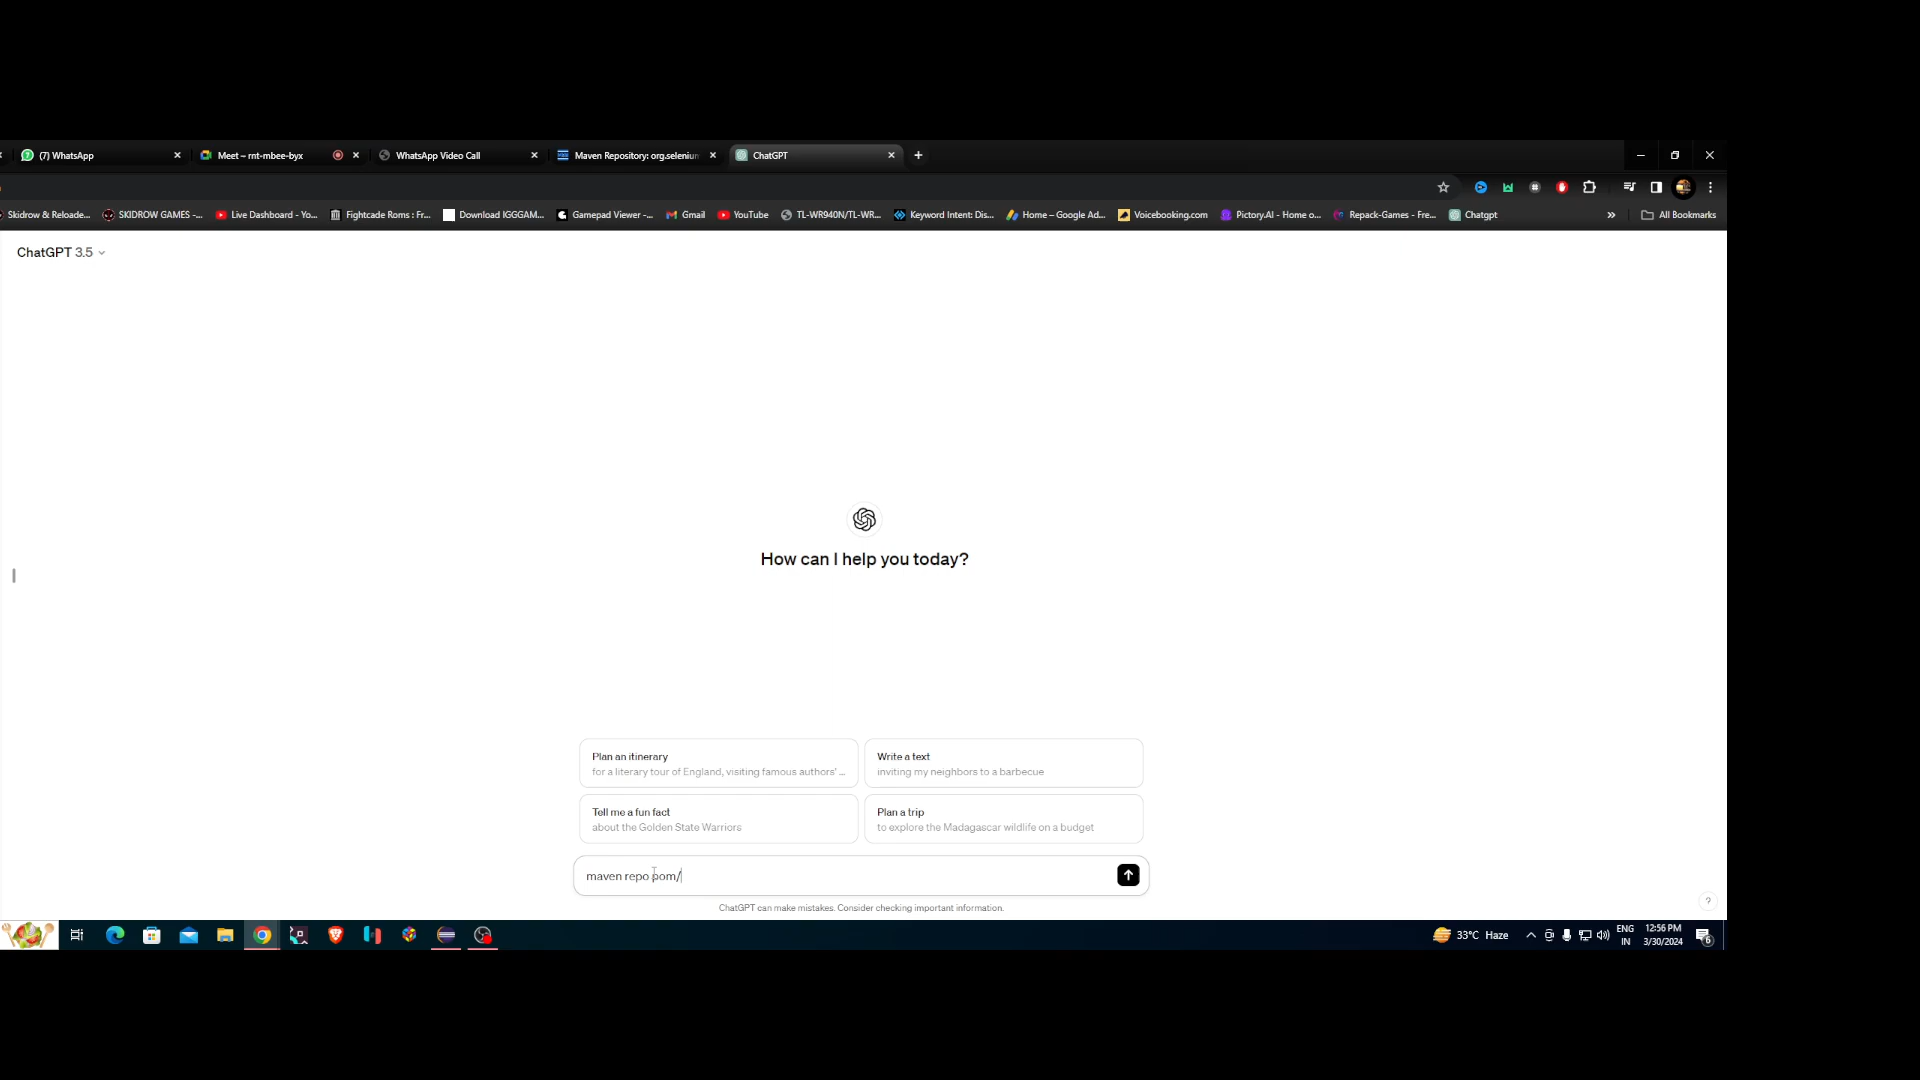 (7) WhatsApp
Meet – rnt-mbee-byx
WhatsApp Video Call
Maven Repository: org.seleniun
ChatGPT
Skidrow & Reloade...
SKIDROW GAMES -...
Live Dashboard - Yo...
Fightcade Roms : Fr...
Download IGGGAM...
Gamepad Viewer -...
Gmail
YouTube
TL-WR940N/TL-WR...
Keyword Intent: Dis...
Home – Google Ad...
Voicebooking.com
Pictory.AI - Home o...
Repack-Games - Fre...
Chatgpt
All Bookmarks
ChatGPT 3.5
How can I help you today?
Plan an itinerary
for a literary tour of England, visiting famous authors' ...
Write a text
inviting my neighbors to a barbecue
Tell me a fun fact
about the Golden State Warriors
Plan a trip
to explore the Madagascar wildlife on a budget
maven repo pom/
ChatGPT can make mistakes. Consider checking important information.
?
33°C Haze
ENG
IN
12:56 PM
3/30/2024
6